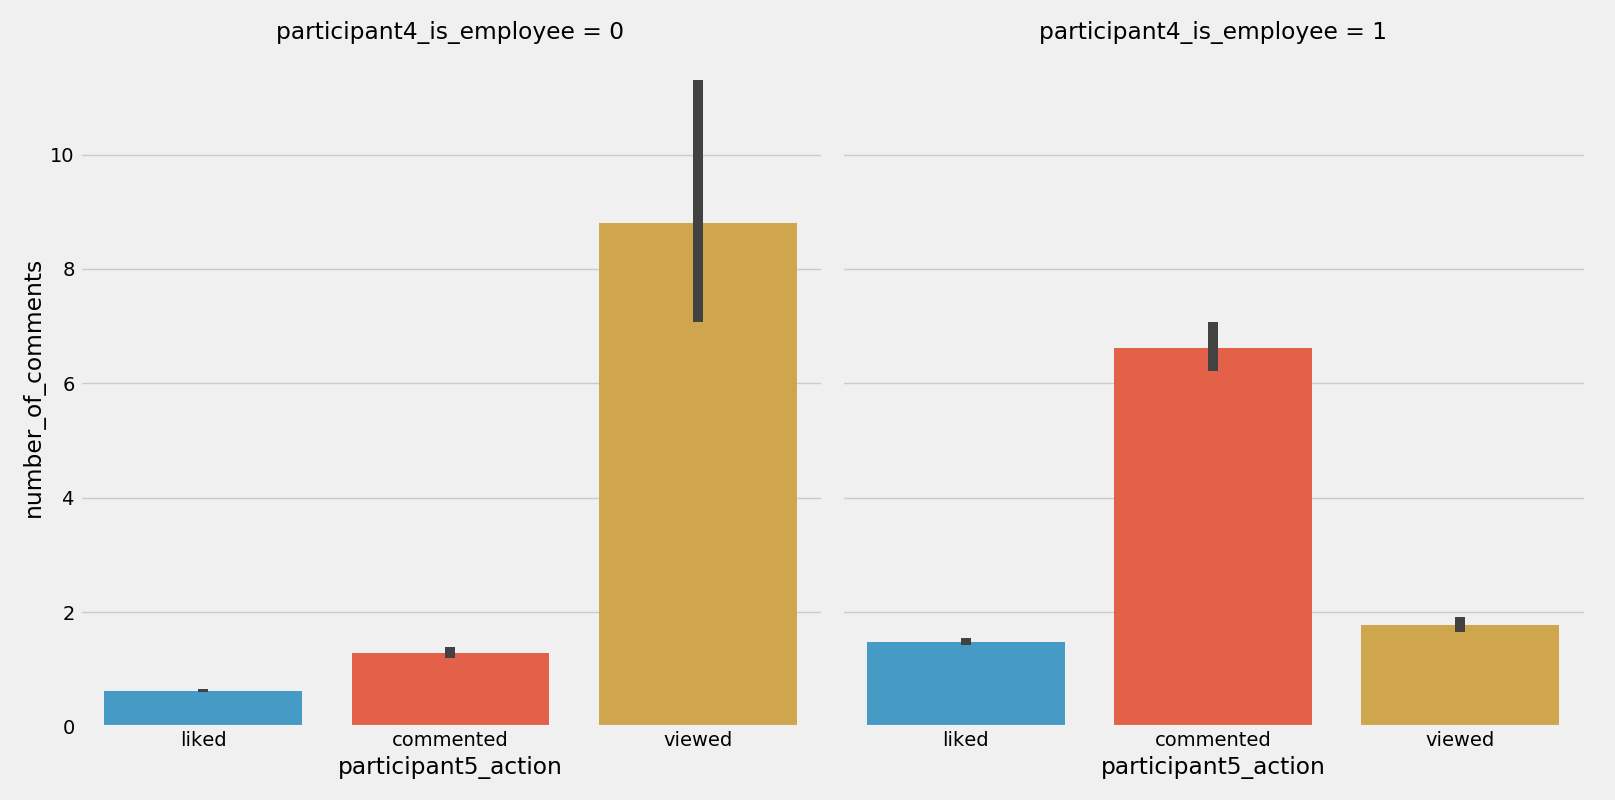 participant4_is_employee = 0
participant4_is_employee = 1
number_of_comments
10
8
6
4
2
0
liked
commented
viewed
liked
commented
viewed
participant5_action
participant5_action